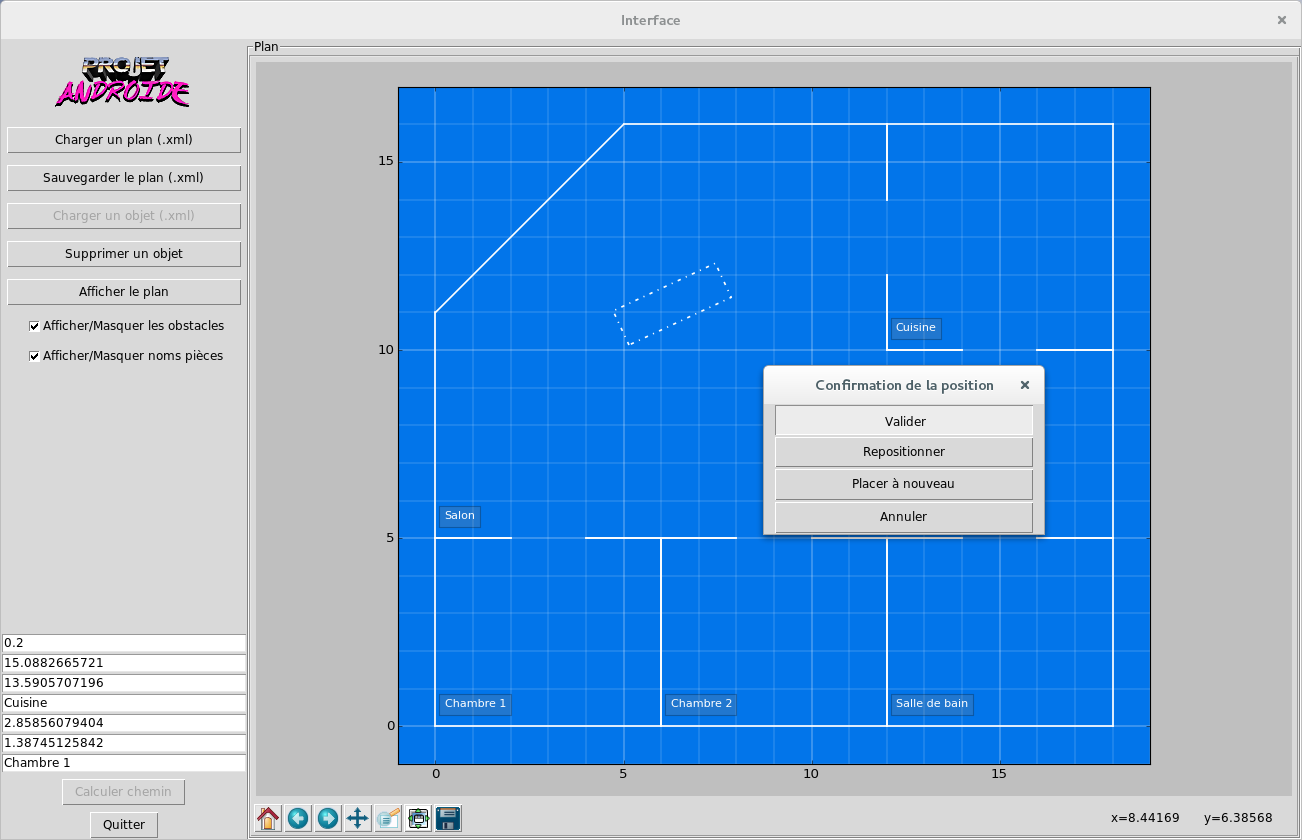 Interface
PROJET
ANDROIDE
Charger un plan (.xml)
Sauvegarder le plan (.xml)
Charger un objet (.xml)
Supprimer un objet
Afficher le plan
Afficher/Masquer les obstacles
Afficher/Masquer noms pièces
0.2
15.0882665721
13.5905707196
Cuisine
2.85856079404
1.38745125842
Chambre 1
Calculer chemin
Quitter
Plan
15
10
5
0
0 5 10 15
Cuisine
Salon
Chambre 1
Chambre 2
Salle de bain
Confirmation de la position
Valider
Repositionner
Placer à nouveau
Annuler
x=8.44169 y=6.38568